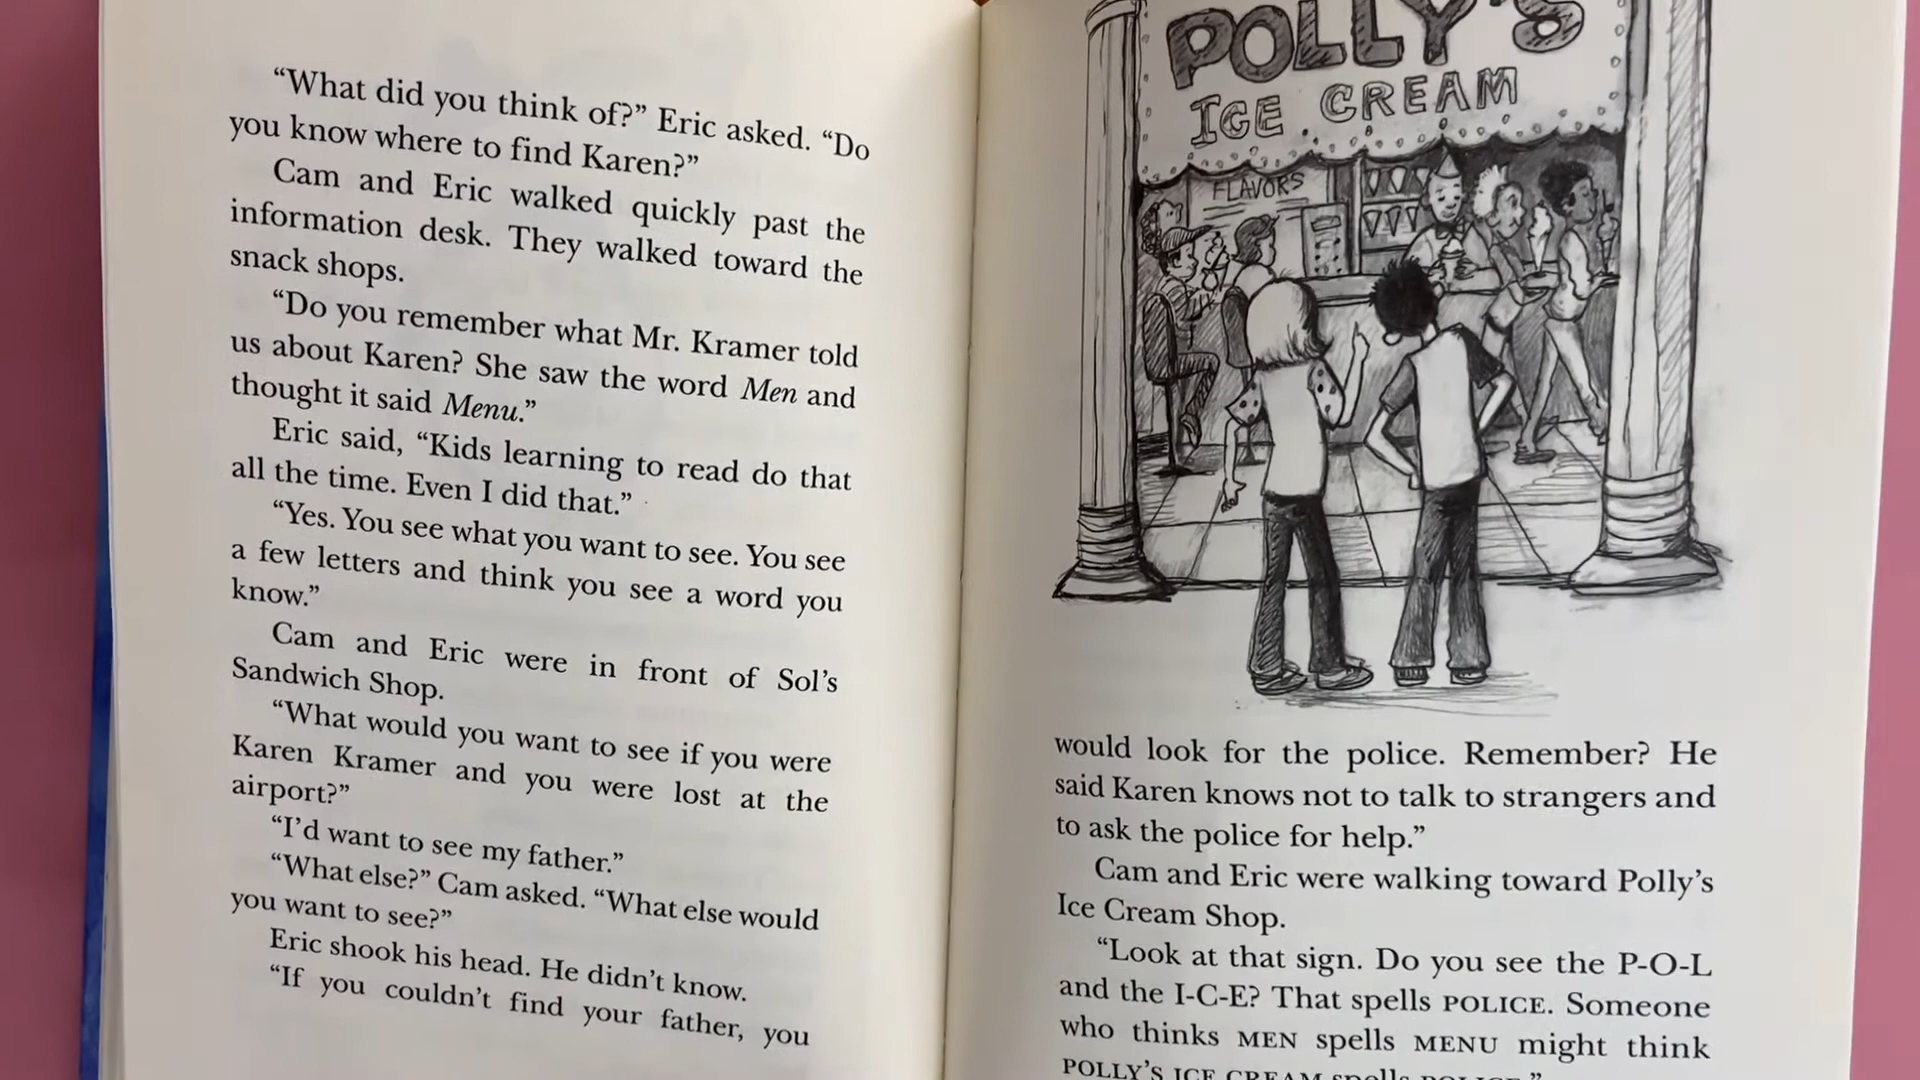 “What did you think of?” Eric asked. “Do
you know where to find Karen?”
Cam and Eric walked quickly past the
information desk. They walked toward the
snack shops.
“Do you remember what Mr. Kramer told
us about Karen? She saw the word Men and
thought it said Menu.”
Eric said, “Kids learning to read do that
all the time. Even I did that.”
“Yes. You see what you want to see. You see
a few letters and think you see a word you
know.”
Cam and Eric were in front of Sol’s
Sandwich Shop.
“What would you want to see if you were
Karen Kramer and you were lost at the
airport?”
“I’d want to see my father.”
“What else?” Cam asked. “What else would
you want to see?”
Eric shook his head. He didn’t know.
“If you couldn’t find your father, you
POLLY’S
ICE CREAM
FLAVORS
would look for the police. Remember? He
said Karen knows not to talk to strangers and
to ask the police for help.”
Cam and Eric were walking toward Polly’s
Ice Cream Shop.
“Look at that sign. Do you see the P-O-L
and the I-C-E? That spells POLICE. Someone
who thinks MEN spells MENU might think
POLLY’S ICE CREAM spells POLICE.”